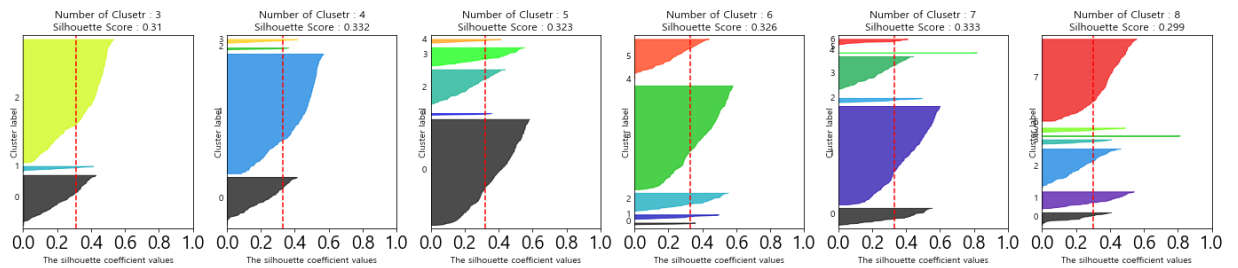 Number of Clusetr : 3
Silhouette Score : 0.31
Cluster label
2
1
0
0.0 0.2 0.4 0.6 0.8 1.0
The silhouette coefficient values
Number of Clusetr : 4
Silhouette Score : 0.332
Cluster label
3
2
0
0.0 0.2 0.4 0.6 0.8 1.0
The silhouette coefficient values
Number of Clusetr : 5
Silhouette Score : 0.323
Cluster label
4
3
2
0
0.0 0.2 0.4 0.6 0.8 1.0
The silhouette coefficient values
Number of Clusetr : 6
Silhouette Score : 0.326
Cluster label
5
4
2
1
0
0.0 0.2 0.4 0.6 0.8 1.0
The silhouette coefficient values
Number of Clusetr : 7
Silhouette Score : 0.333
Cluster label
6
4
3
2
0
0.0 0.2 0.4 0.6 0.8 1.0
The silhouette coefficient values
Number of Clusetr : 8
Silhouette Score : 0.299
Cluster label
7
2
1
0
0.0 0.2 0.4 0.6 0.8 1.0
The silhouette coefficient values